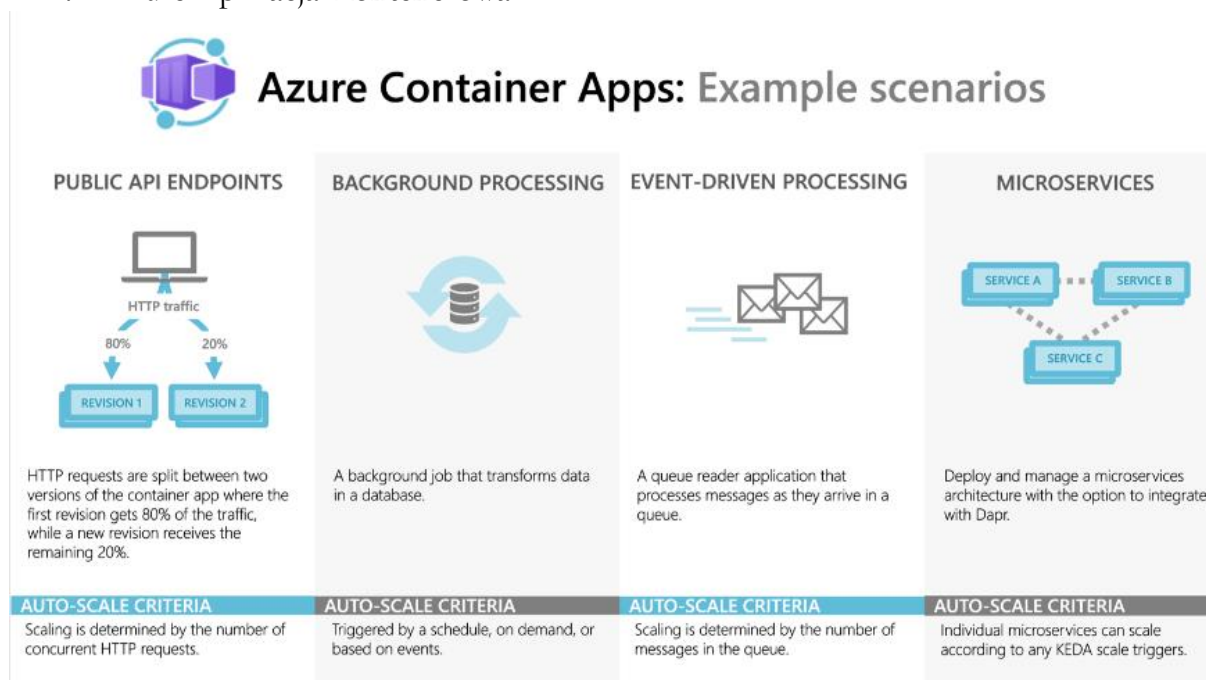 Azure Container Apps: Example scenarios
PUBLIC API ENDPOINTS
HTTP traffic
80%
20%
REVISION 1
REVISION 2
HTTP requests are split between two
versions of the container app where the
first revision gets 80% of the traffic,
while a new revision receives the
remaining 20%.
AUTO-SCALE CRITERIA
Scaling is determined by the number of
concurrent HTTP requests.
BACKGROUND PROCESSING
A background job that transforms data
in a database.
AUTO-SCALE CRITERIA
Triggered by a schedule, on demand, or
based on events.
EVENT-DRIVEN PROCESSING
A queue reader application that
processes messages as they arrive in a
queue.
AUTO-SCALE CRITERIA
Scaling is determined by the number of
messages in the queue.
MICROSERVICES
SERVICE A
SERVICE B
SERVICE C
Deploy and manage a microservices
architecture with the option to integrate
with Dapr.
AUTO-SCALE CRITERIA
Individual microservices can scale
according to any KEDA scale triggers.